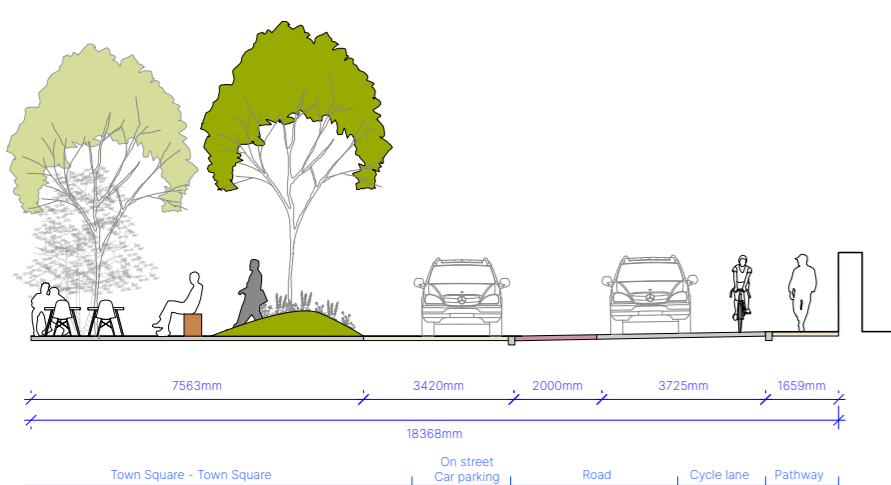 7563mm
3420mm
2000mm
3725mm
1659mm
18368mm
Town Square - Town Square
On street
Car parking
Road
Cycle lane
Pathway